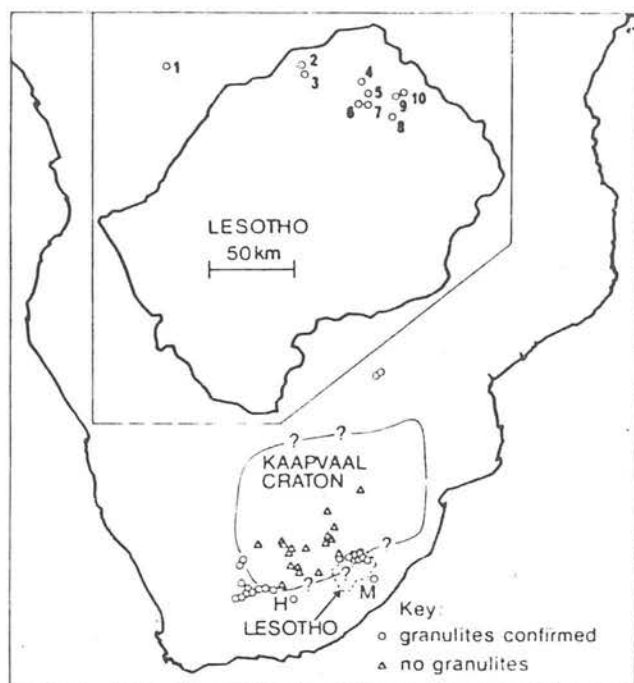 1
2
3
4
5
10
6
7
9
8
LESOTHO
50 km
?
?
KAAPVAAL
CRATON
?
?
?
H
M
LESOTHO
Key:
granulites confirmed
no granulites